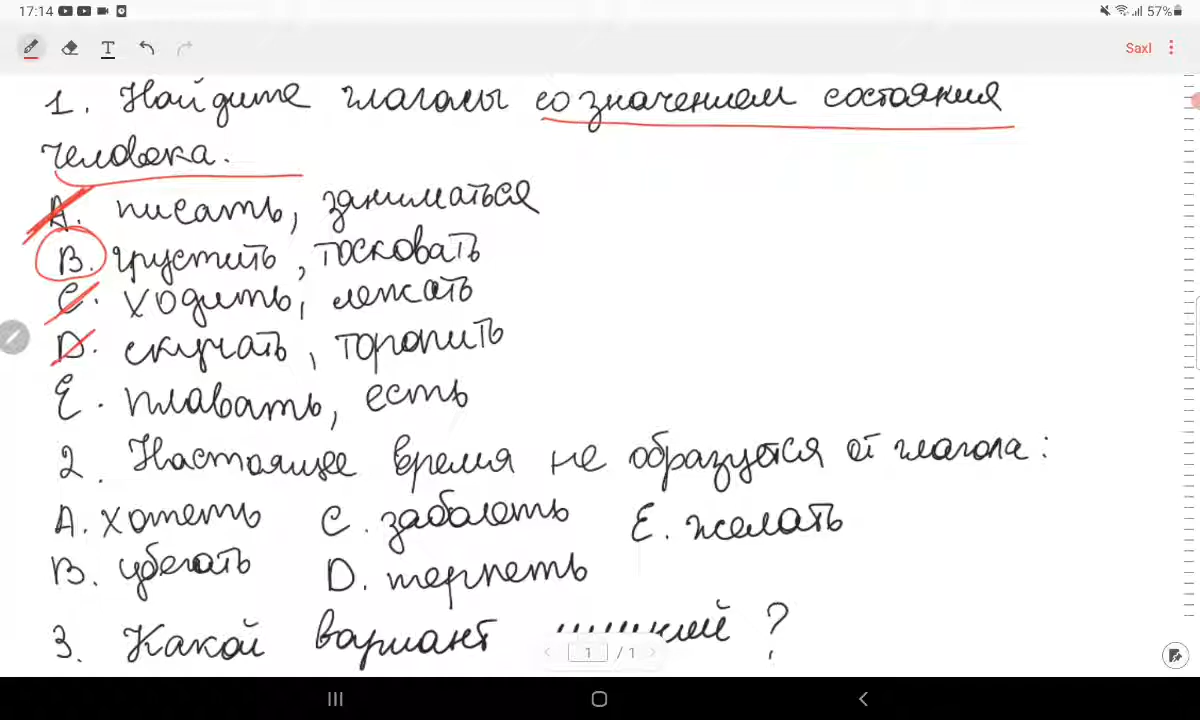 17:14 57%
T Saxl
1. Найдите глаголы со значением состояния
человека.
A. писать, заниматься
B. грустить, тосковать
C. ходить, лежать
D. скучать, торопить
E. плавать, есть
2. Настоящее время не образуется от глагола:
A. хотеть C. заболеть E. желать
B. убегать D. терпеть
3. Какой вариант ?
1 / 1